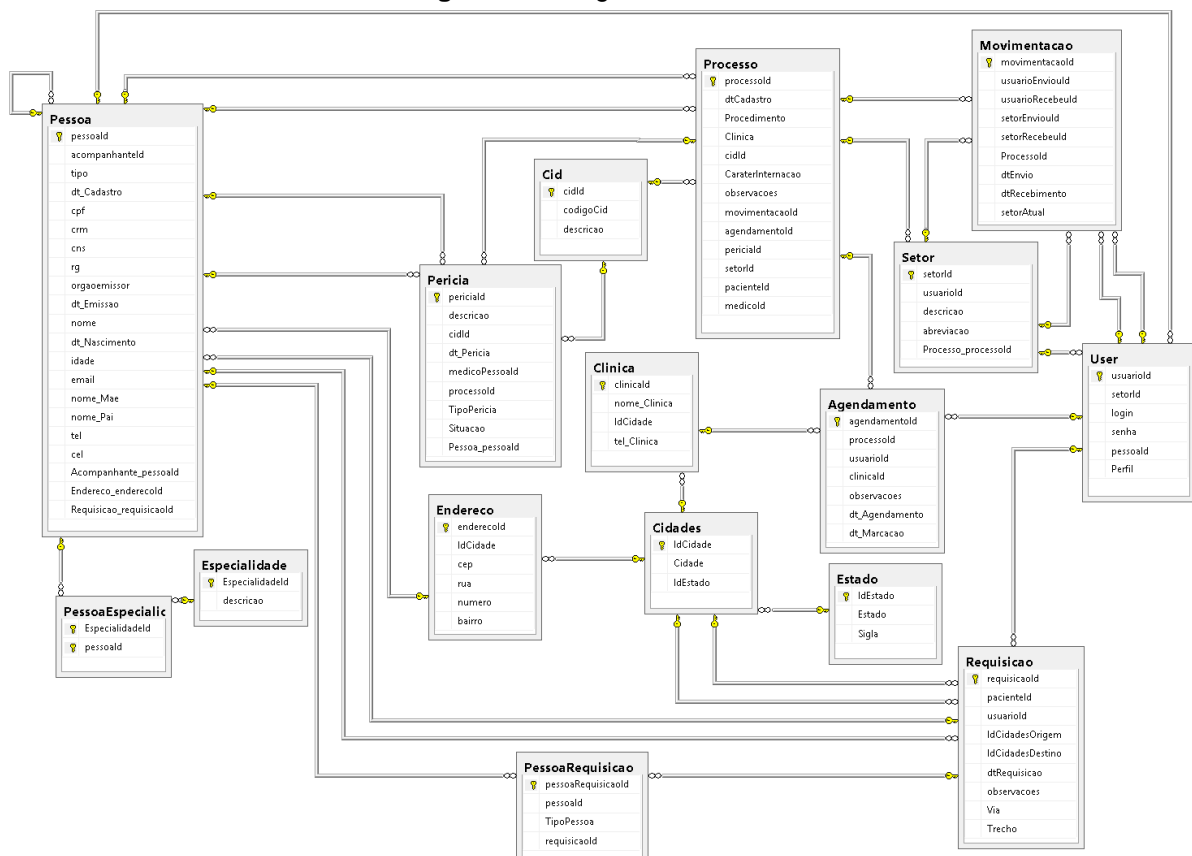 Movimentacao
movimentacaoId
usuarioEnviouId
usuarioRecebeuId
setorEnviouId
setorRecebeuId
ProcessoId
dtEnvio
dtRecebimento
setorAtual
Processo
processoId
dtCadastro
Procedimento
Clinica
cidId
CaraterInternacao
observacoes
movimentacaoId
agendamentoId
periciaId
setorId
pacienteId
medicoId
Pessoa
pessoaId
acompanhanteId
tipo
dt_Cadastro
cpf
crm
cns
rg
orgaoemissor
dt_Emissao
nome
dt_Nascimento
idade
email
nome_Mae
nome_Pai
tel
cel
Acompanhante_pessoaId
Endereco_enderecoId
Requisicao_requisicaoId
Cid
cidId
codigoCid
descricao
Setor
setorId
usuarioId
descricao
abreviacao
Processo_processoId
Pericia
periciaId
descricao
cidId
dt_Pericia
medicoPessoaId
processoId
TipoPericia
Situacao
Pessoa_pessoaId
User
usuarioId
setorId
login
senha
pessoaId
Perfil
Clinica
clinicaId
nome_Clinica
IdCidade
tel_Clinica
Agendamento
agendamentoId
processoId
usuarioId
clinicaId
observacoes
dt_Agendamento
dt_Marcacao
Endereco
enderecoId
IdCidade
cep
rua
numero
bairro
Cidades
IdCidade
Cidade
IdEstado
Especialidade
EspecialidadeId
descricao
Estado
IdEstado
Estado
Sigla
PessoaEspecialic
EspecialidadeId
pessoaId
Requisicao
requisicaoId
pacienteId
usuarioId
IdCidadesOrigem
IdCidadesDestino
dtRequisicao
observacoes
Via
Trecho
PessoaRequisicao
pessoaRequisicaoId
pessoaId
TipoPessoa
requisicaoId